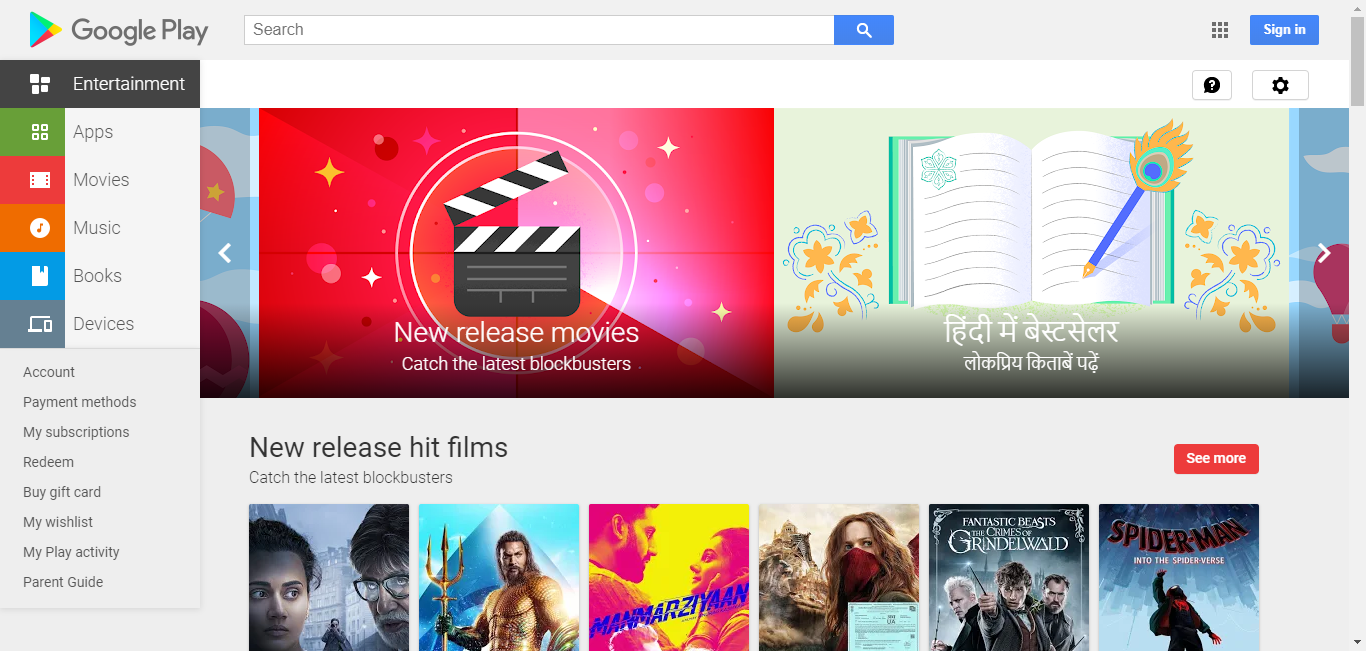 Google Play
Search
Sign in
Entertainment
Apps
Movies
Music
Books
Devices
Account
Payment methods
My subscriptions
Redeem
Buy gift card
My wishlist
My Play activity
Parent Guide
New release movies
Catch the latest blockbusters
हिंदी में बेस्टसेलर
लोकप्रिय किताबें पढ़ें
New release hit films
Catch the latest blockbusters
See more
MANMARZIYAAN
UA
FANTASTIC BEASTS
THE CRIMES OF
GRINDELWALD
SPIDER-MAN
INTO THE SPIDER-VERSE